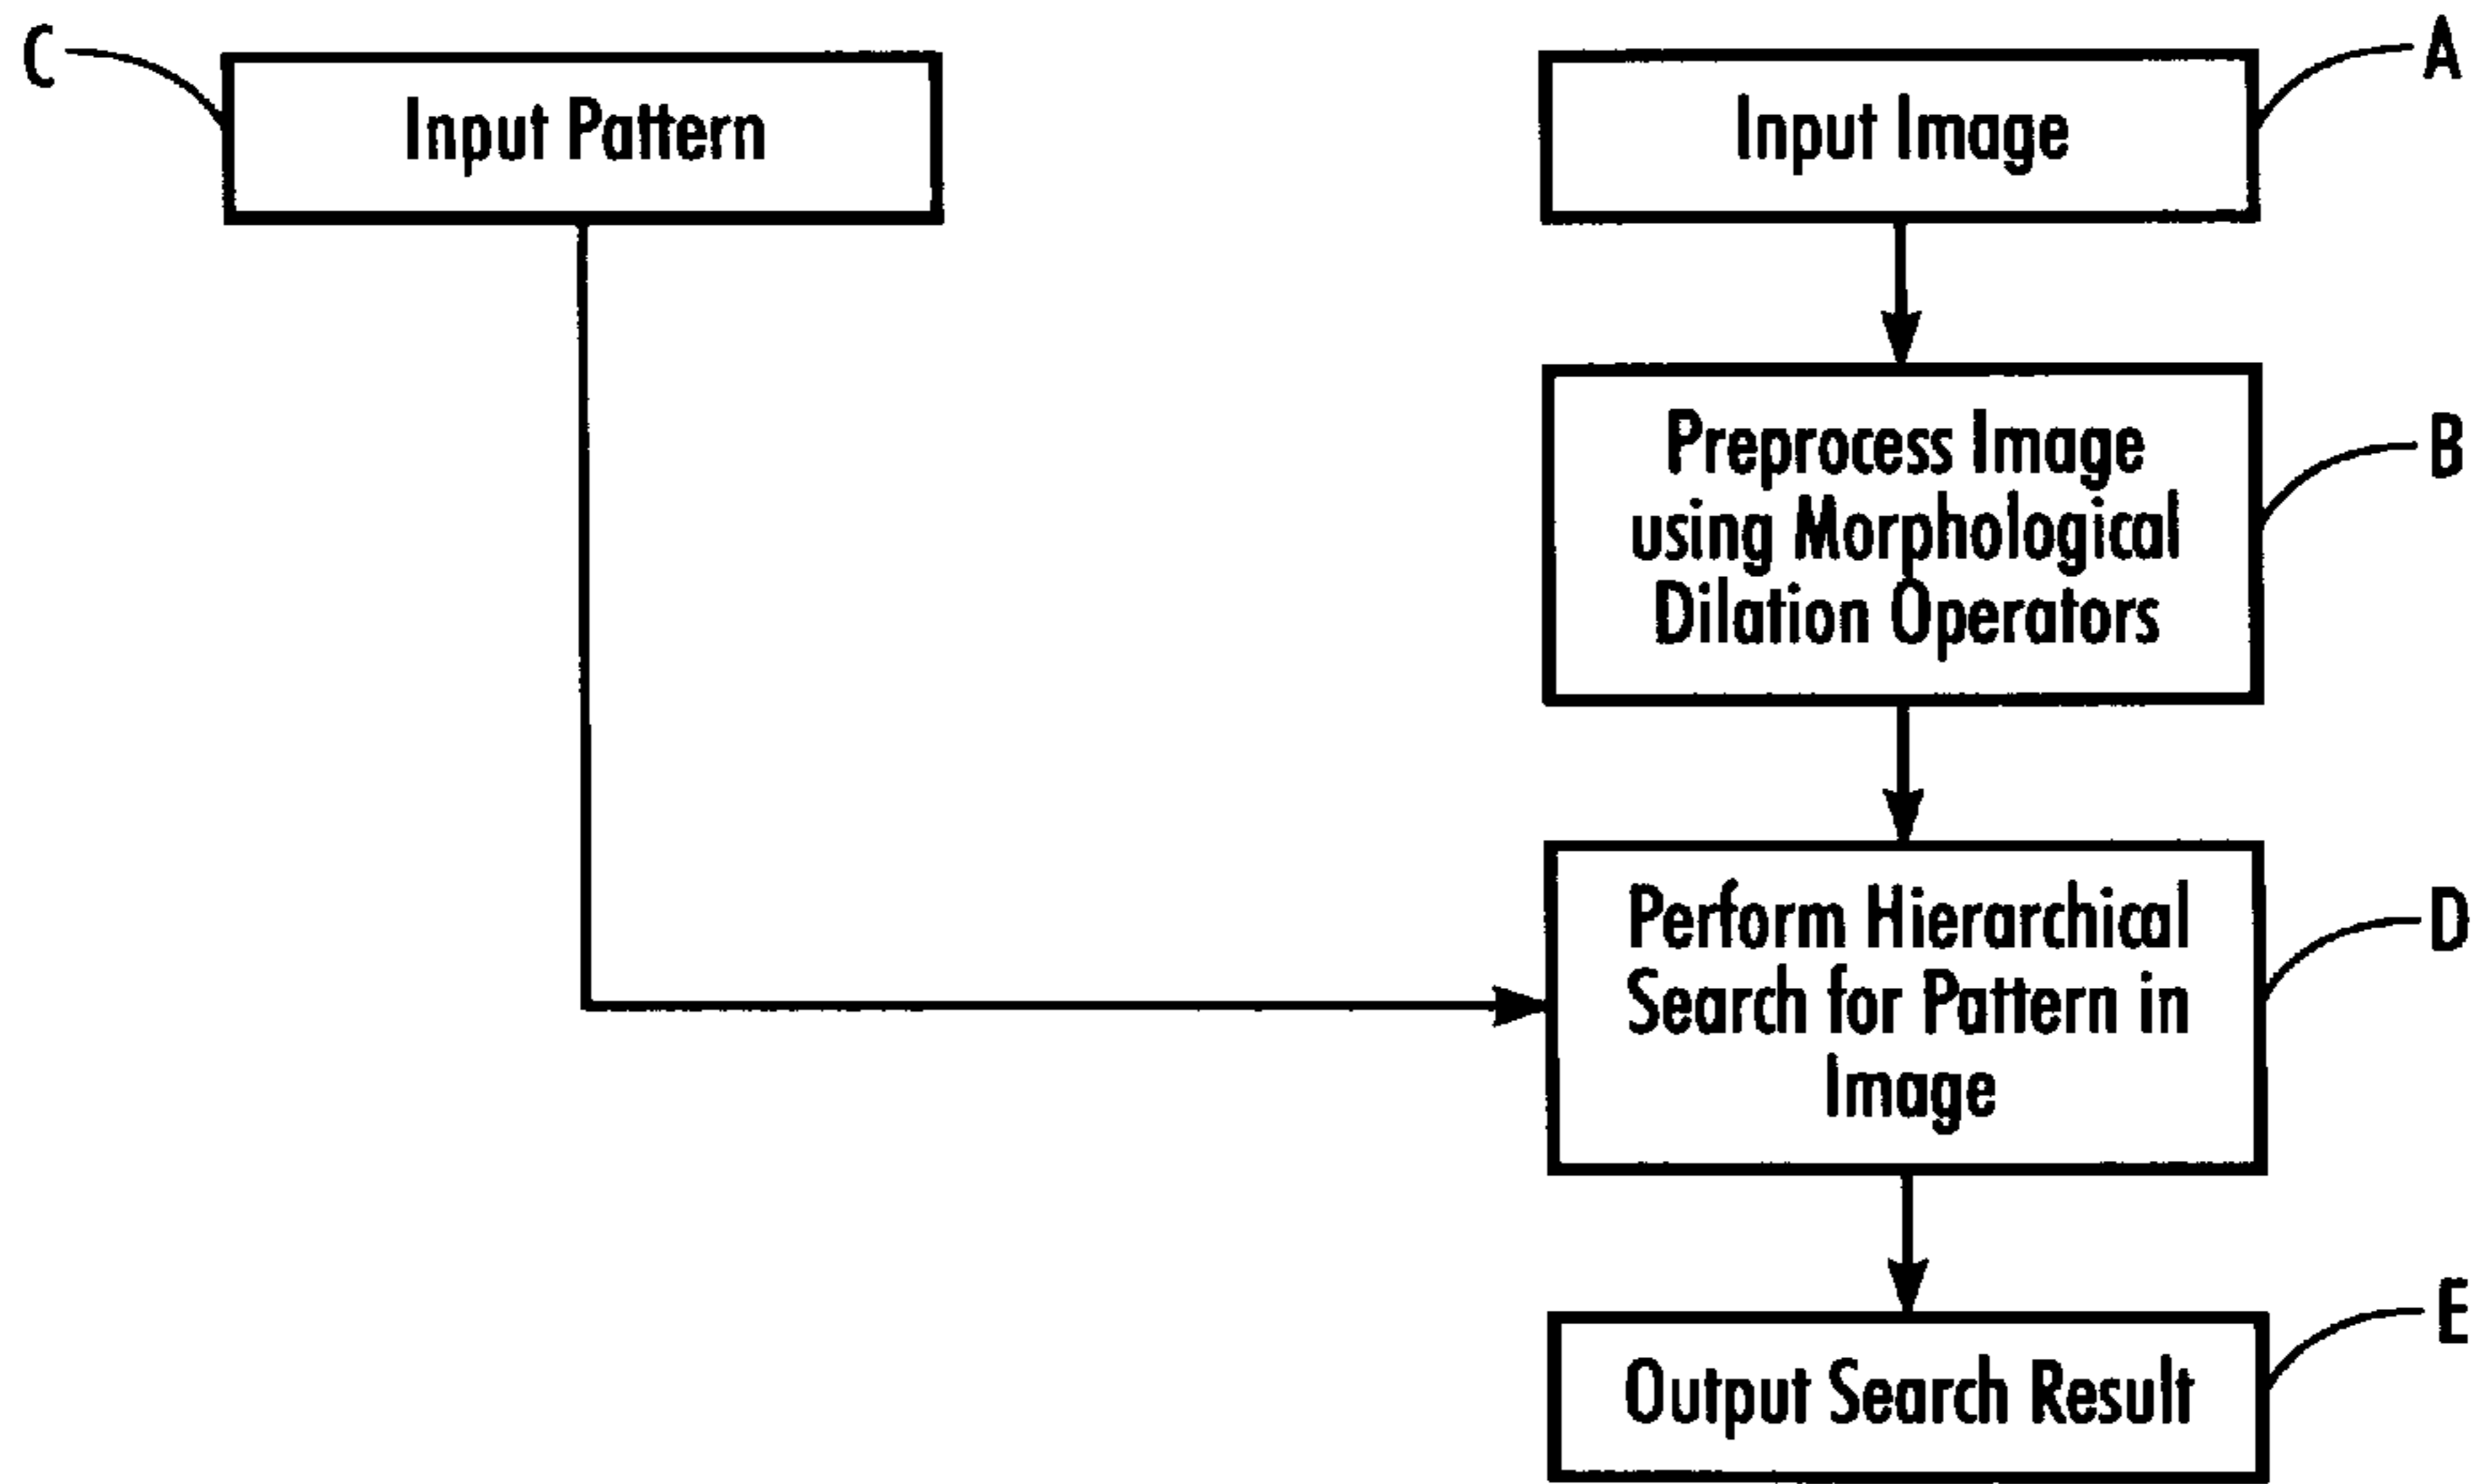 C
Input Pattern
Input Image
A
Preprocess Image
using Morphological
Dilation Operators
B
Perform Hierarchical
Search for Pattern in
Image
D
Output Search Result
E